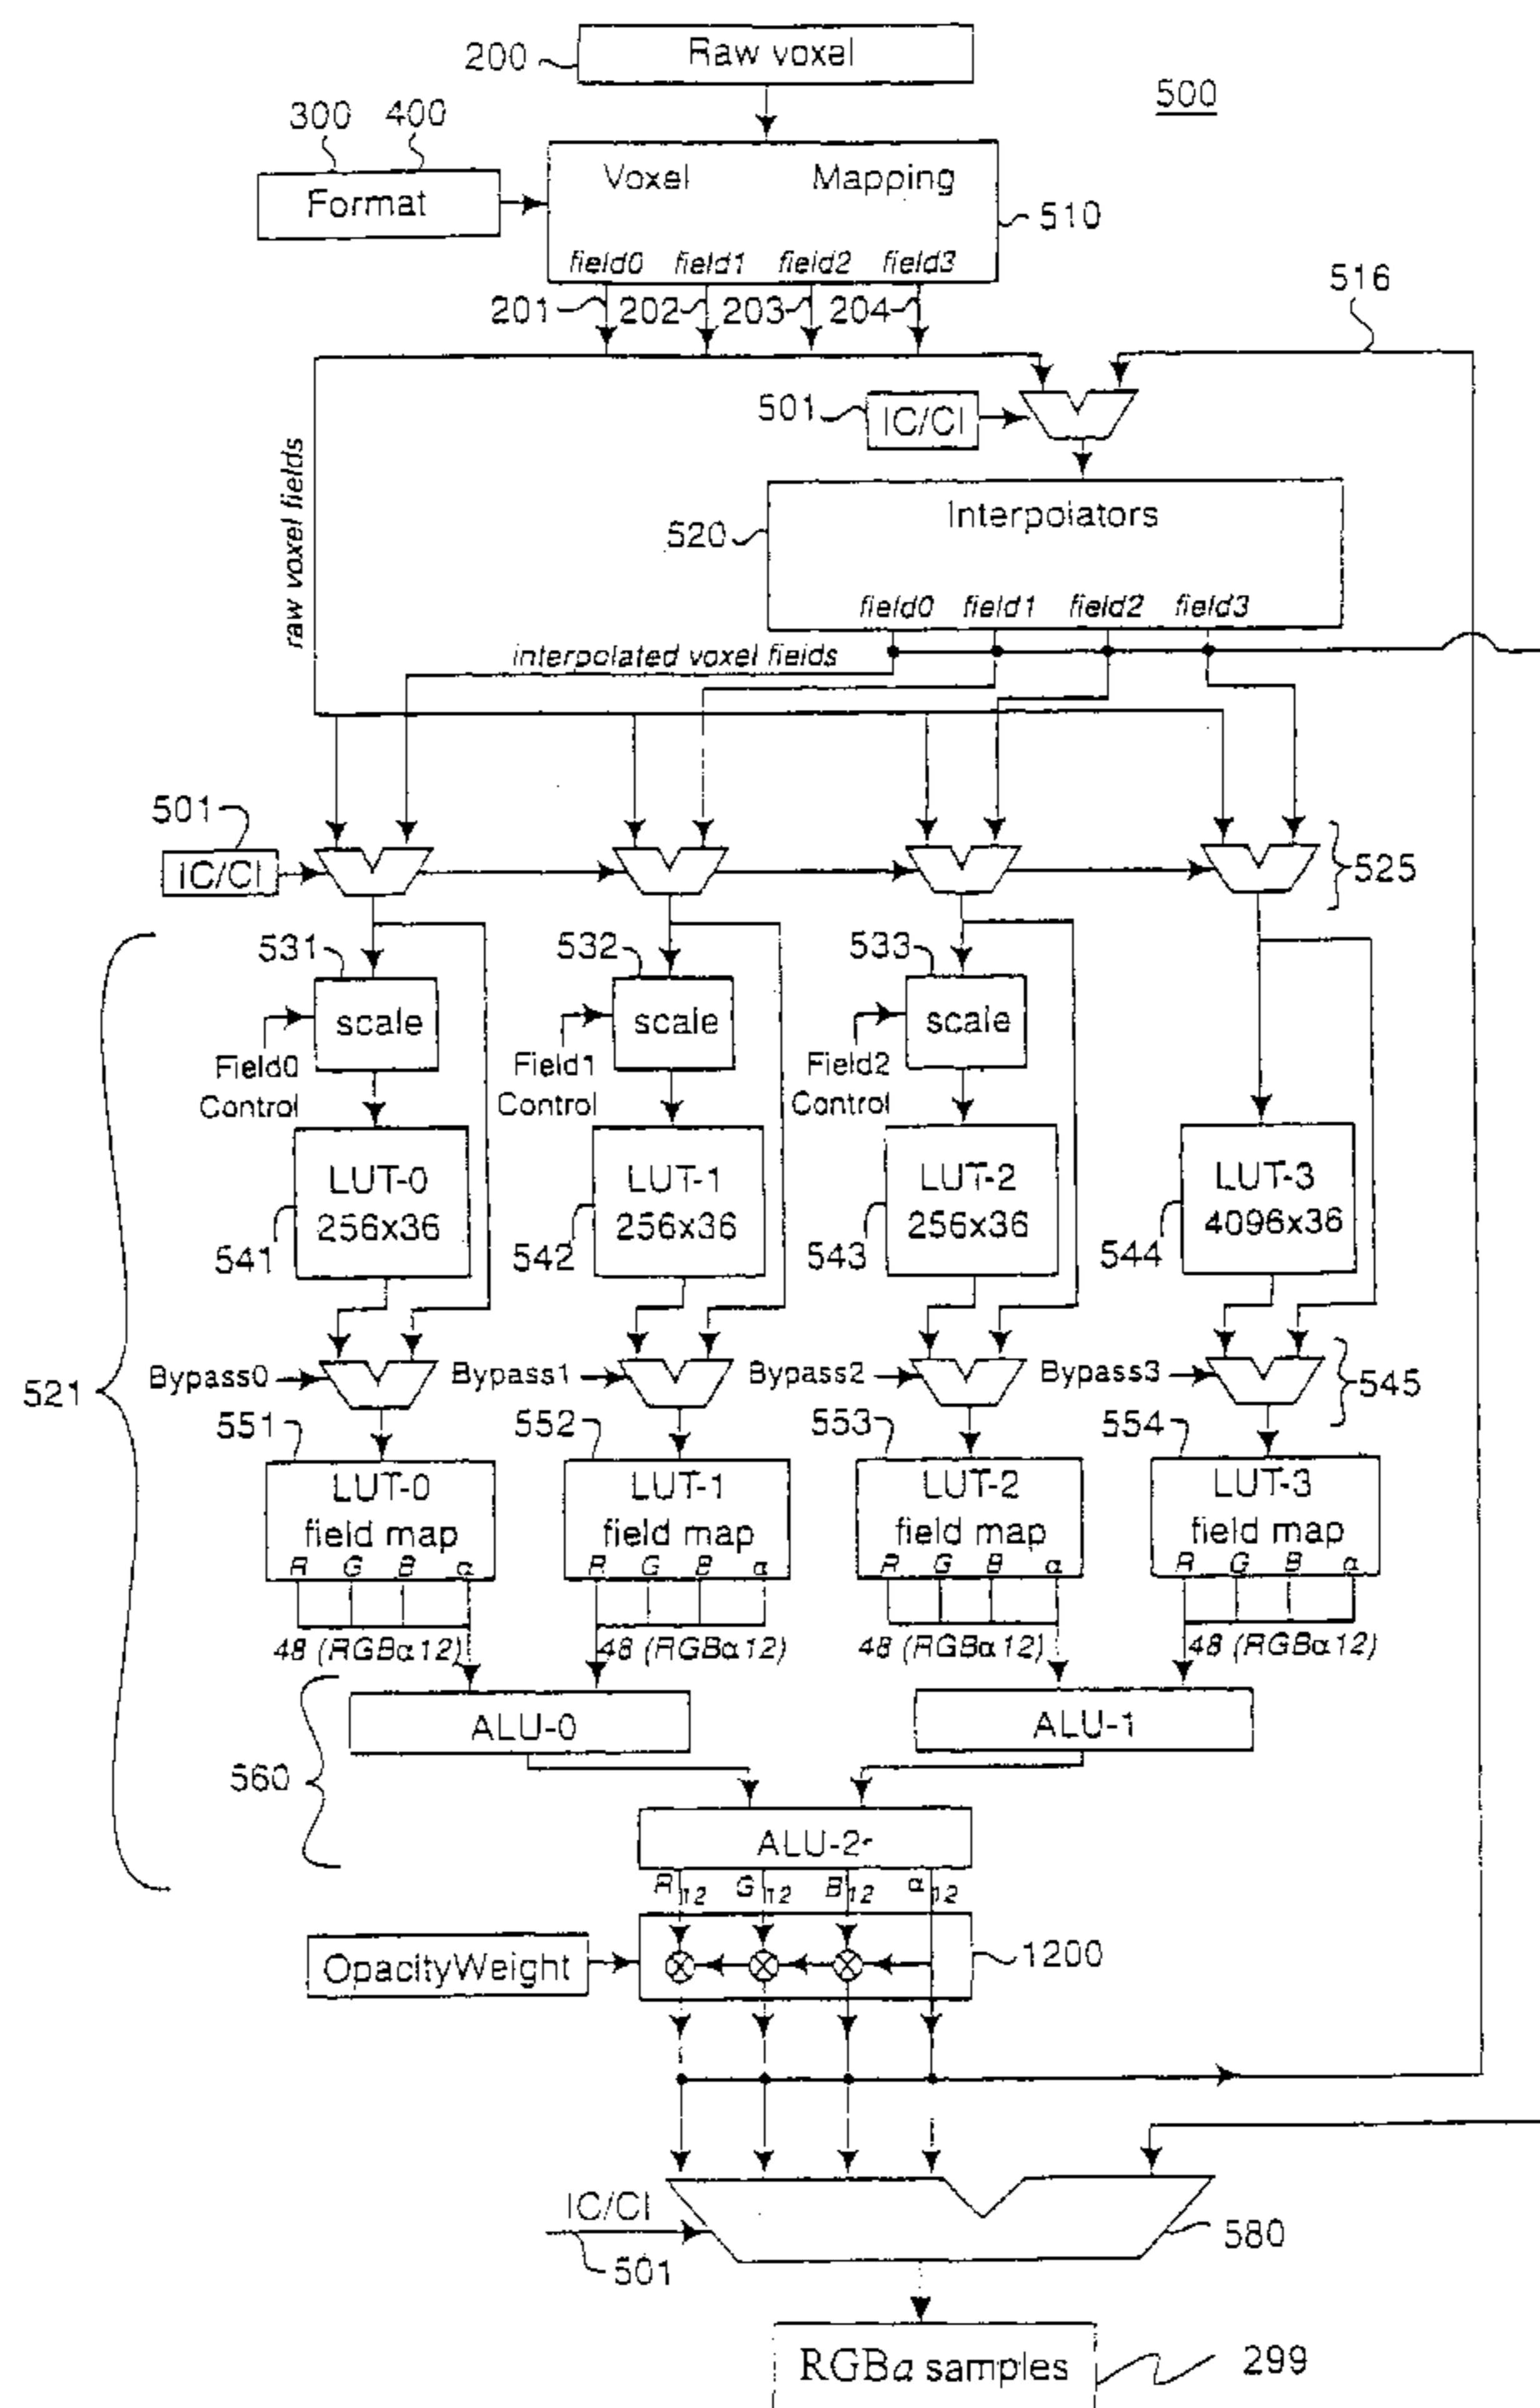 200 Raw voxel
500
300 400
Format
Voxel Mapping
510
field0 field1 field2 field3
201 202 203 204
516
501 IC/CI
raw voxel fields
Interpolators
520
field0 field1 field2 field3
interpolated voxel fields
501
IC/CI
525
531 532 533
scale scale scale
Field0 Control
Field1 Control
Field2 Control
521
LUT-0 256x36
541
LUT-1 256x36
542
LUT-2 256x36
543
LUT-3 4096x36
544
Bypass0 Bypass1 Bypass2 Bypass3
545
551 552 553 554
LUT-0 LUT-1 LUT-2 LUT-3
field map field map field map field map
R G B α R G B α R G B α R G B α
48 (RGBα12) 48 (RGBα12) 48 (RGBα12) 48 (RGBα12)
ALU-0 ALU-1
560
ALU-2
R 12 G 12 B 12 α 12
OpacityWeight
1200
IC/CI
501
580
RGBα samples 299